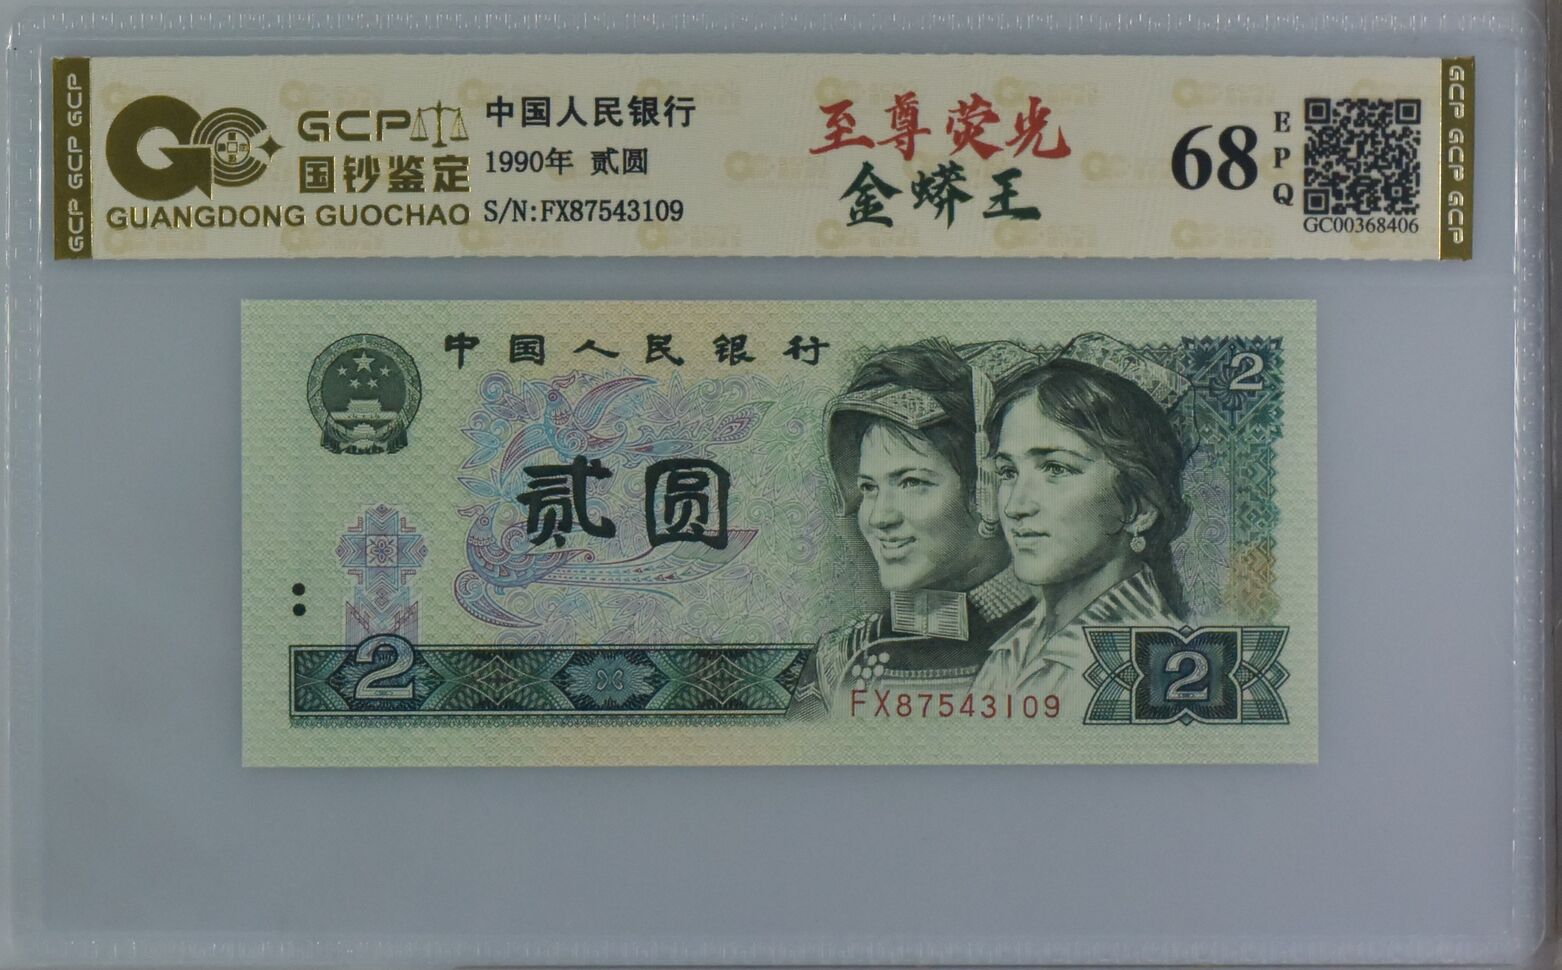 GCP GCP GCP
GCP
国钞鉴定
GUANGDONG GUOCHAO
中国人民银行
1990年 贰圆
S/N:FX87543109
至尊荧光
金蟒王
68
EPQ
GC00368406
GCP GCP GCP
中国人民银行
2
贰圆
2
FX87543109
2